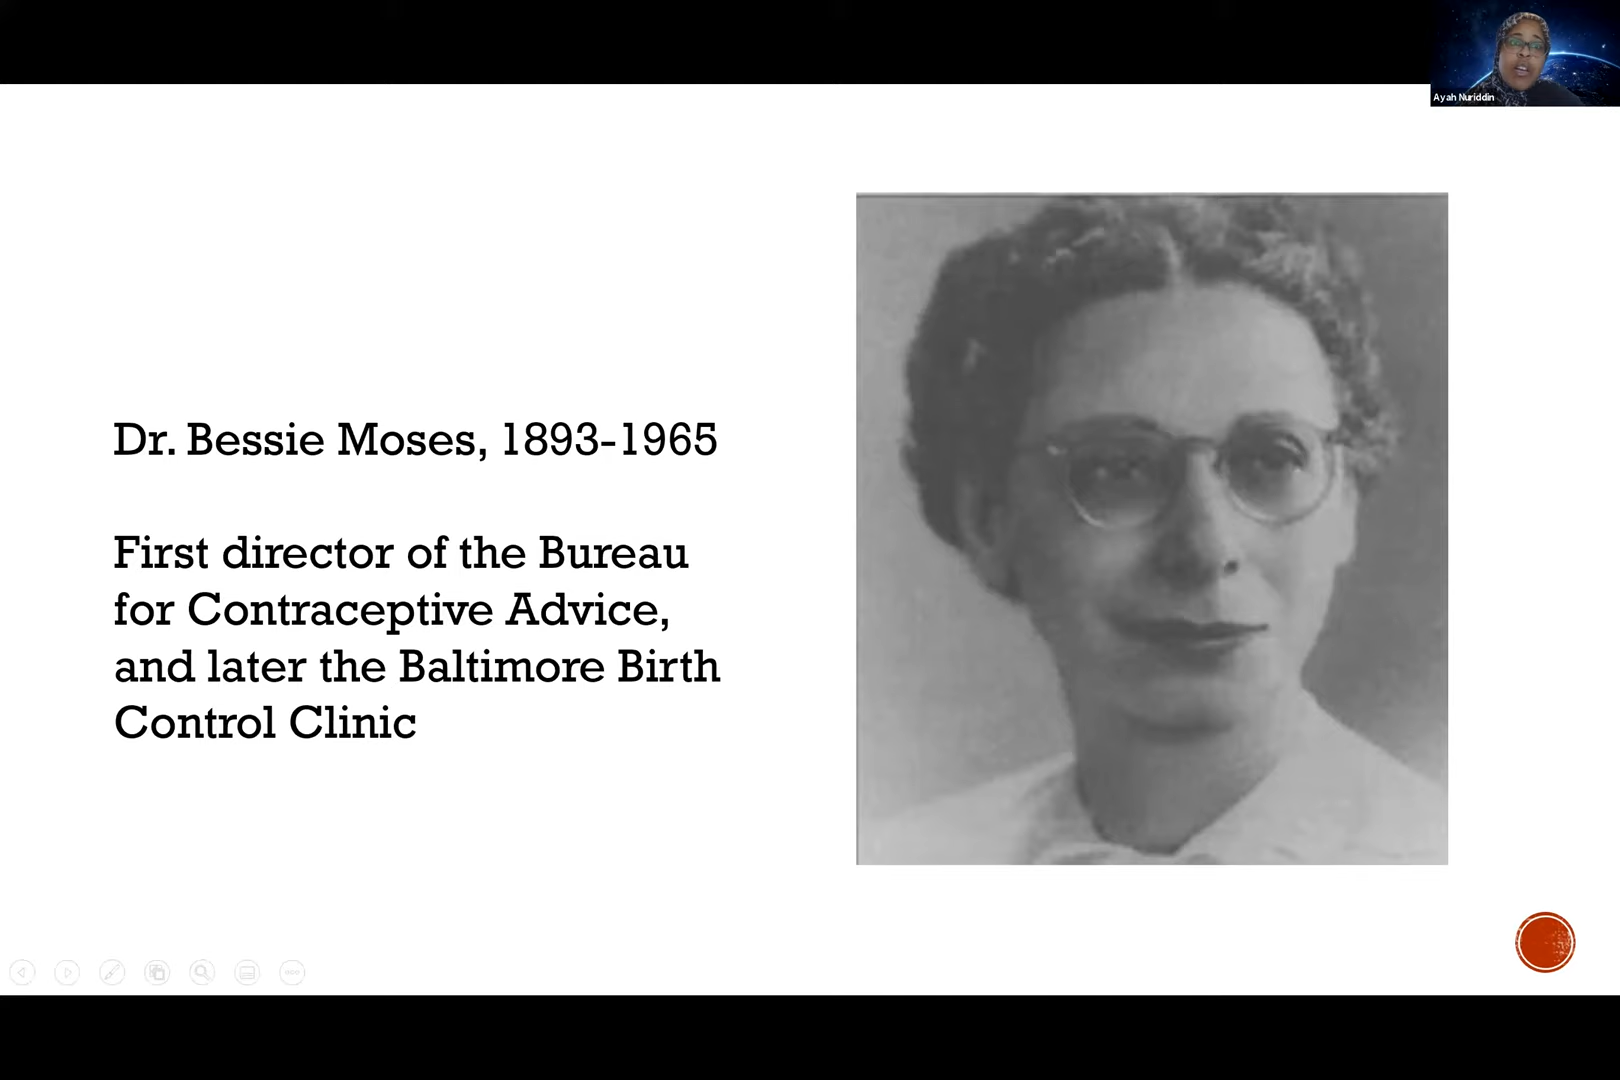 Ayah Nuriddin
Dr. Bessie Moses, 1893-1965
First director of the Bureau
for Contraceptive Advice,
and later the Baltimore Birth
Control Clinic